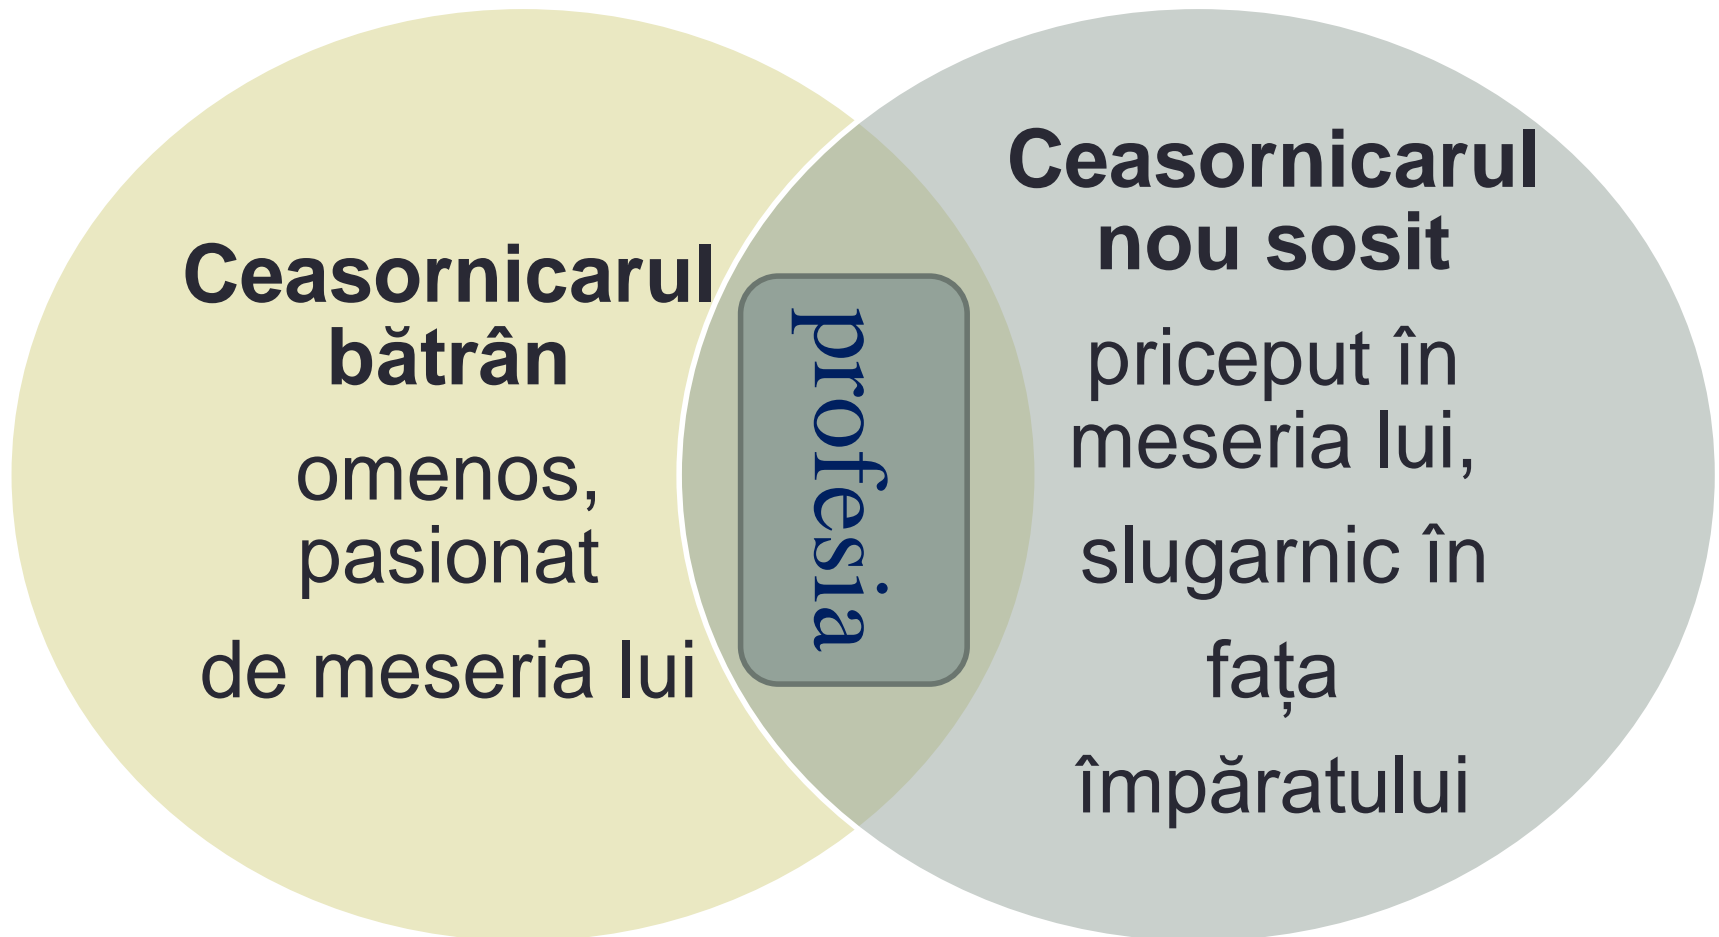 Ceasornicarul
bătrân
omenos,
pasionat
de meseria lui
profesia
Ceasornicarul
nou sosit
priceput în
meseria lui,
slugarnic în
fața
împăratului